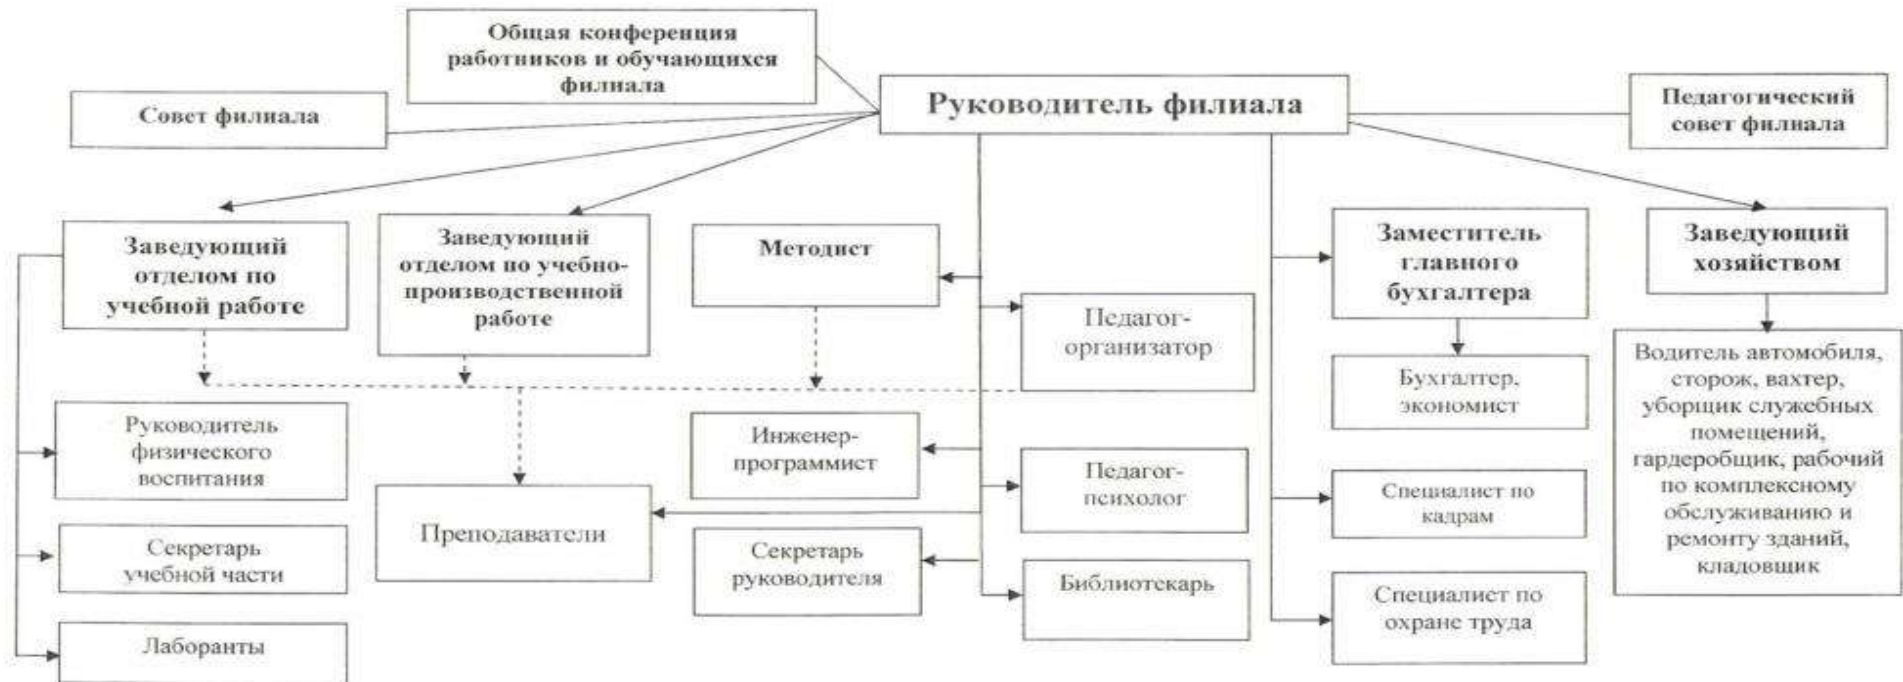 Общая конференция
работников и обучающихся
филиала
Руководитель филиала
Совет филиала
Педагогический
совет филиала
Заведующий
отделом по
учебной работе
Заведующий
отделом по учебно-
производственной
работе
Методист
Заместитель
главного
бухгалтера
Заведующий
хозяйством
Педагог-
организатор
Бухгалтер,
экономист
Водитель автомобиля,
сторож, вахтер,
уборщик служебных
помещений,
гардеробщик, рабочий
по комплексному
обслуживанию и
ремонту зданий,
кладовщик
Руководитель
физического
воспитания
Инженер-
программист
Педагог-
психолог
Специалист по
кадрам
Преподаватели
Секретарь
учебной части
Секретарь
руководителя
Библиотекарь
Специалист по
охране труда
Лаборанты